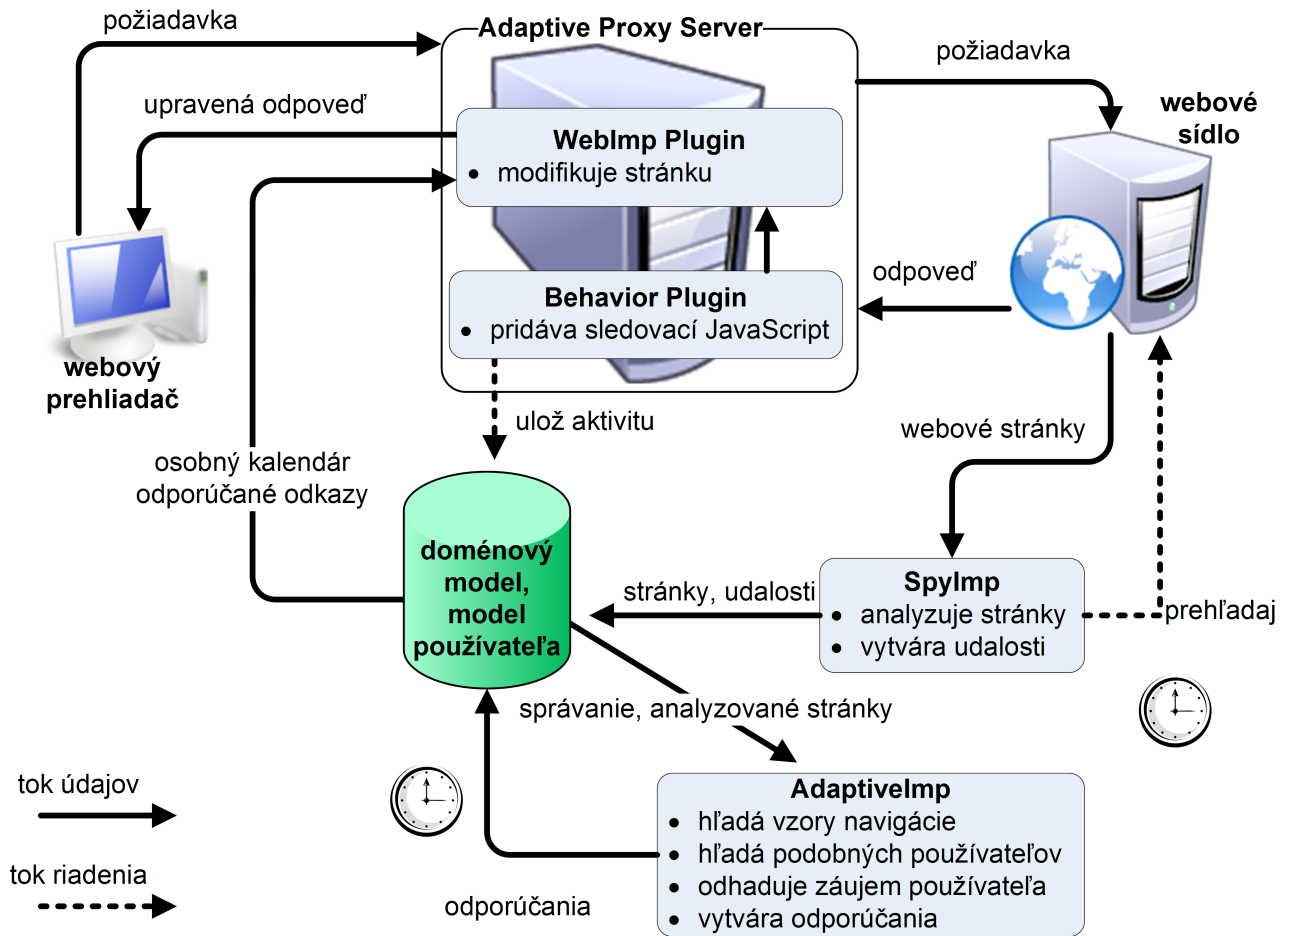 požiadavka
Adaptive Proxy Server
požiadavka
upravená odpoveď
webové
sídlo
WebImp Plugin
• modifikuje stránku
odpoveď
Behavior Plugin
• pridáva sledovací JavaScript
webový
prehliadač
ulož aktivitu
webové stránky
osobný kalendár
odporúčané odkazy
doménový
model,
model
používateľa
stránky, udalosti
SpyImp
• analyzuje stránky
• vytvára udalosti
prehľadaj
správanie, analyzované stránky
tok údajov
AdaptiveImp
• hľadá vzory navigácie
• hľadá podobných používateľov
• odhaduje záujem používateľa
• vytvára odporúčania
tok riadenia
odporúčania